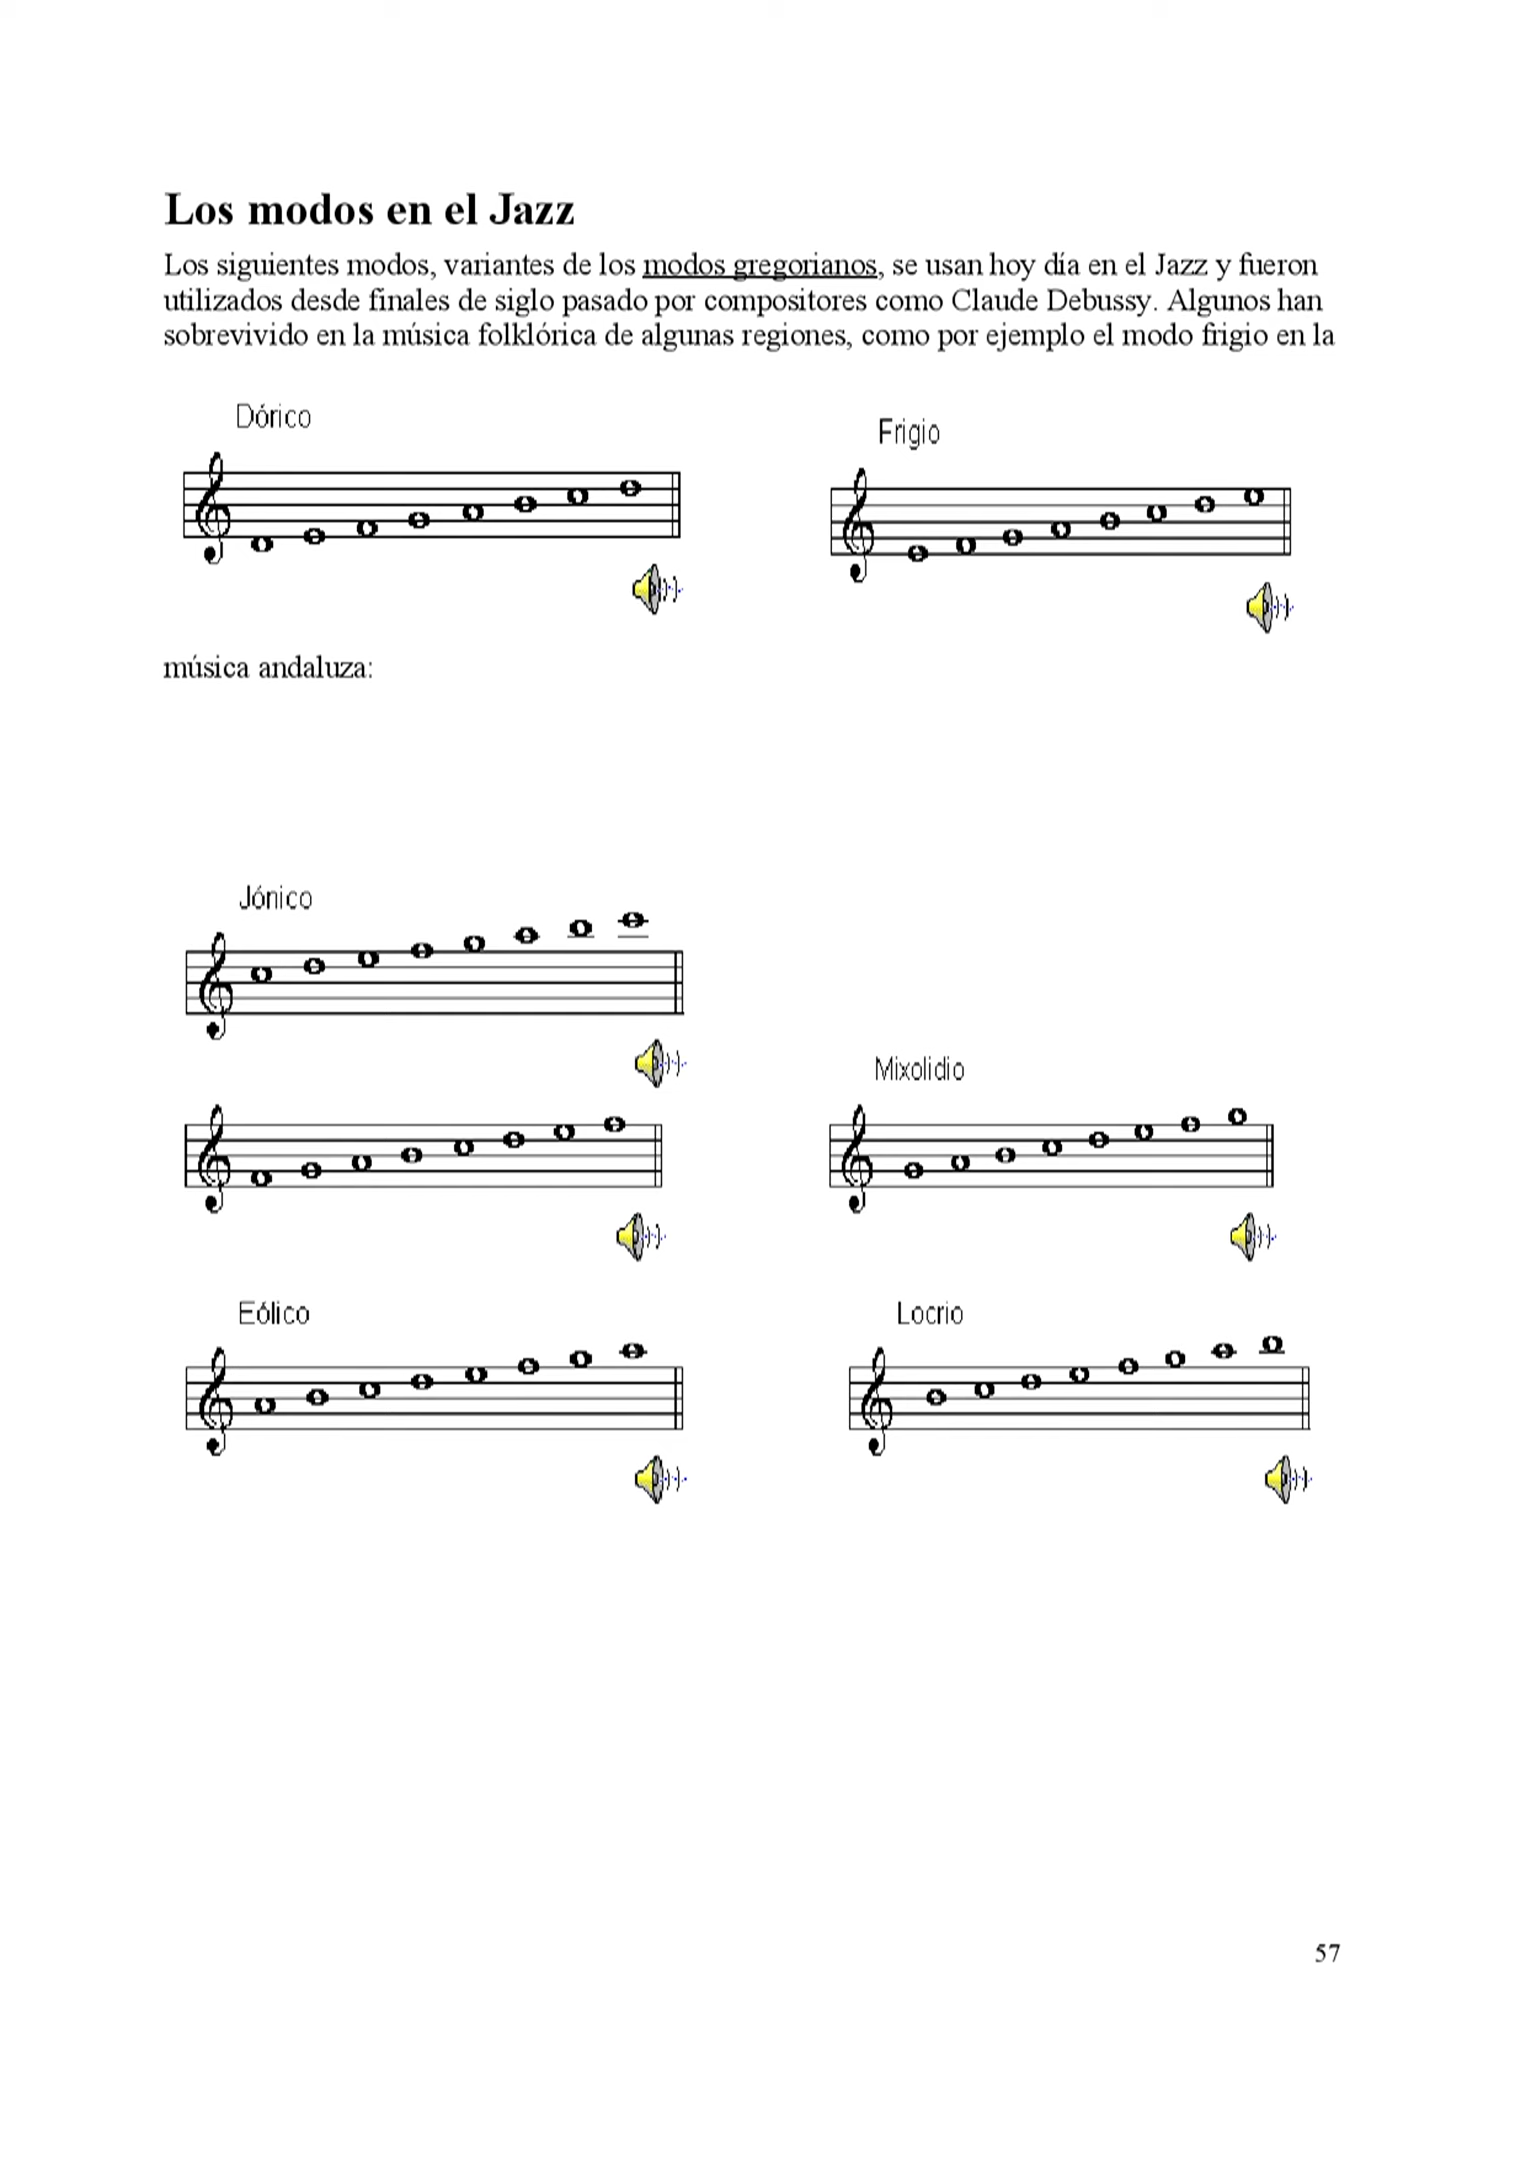 Los modos en el Jazz
Los siguientes modos, variantes de los modos gregorianos, se usan hoy día en el Jazz y fueron
utilizados desde finales de siglo pasado por compositores como Claude Debussy. Algunos han
sobrevivido en la música folklórica de algunas regiones, como por ejemplo el modo frigio en la
Dórico
Frigio
música andaluza:
Jónico
Mixolidio
Eólico
Locrio
57